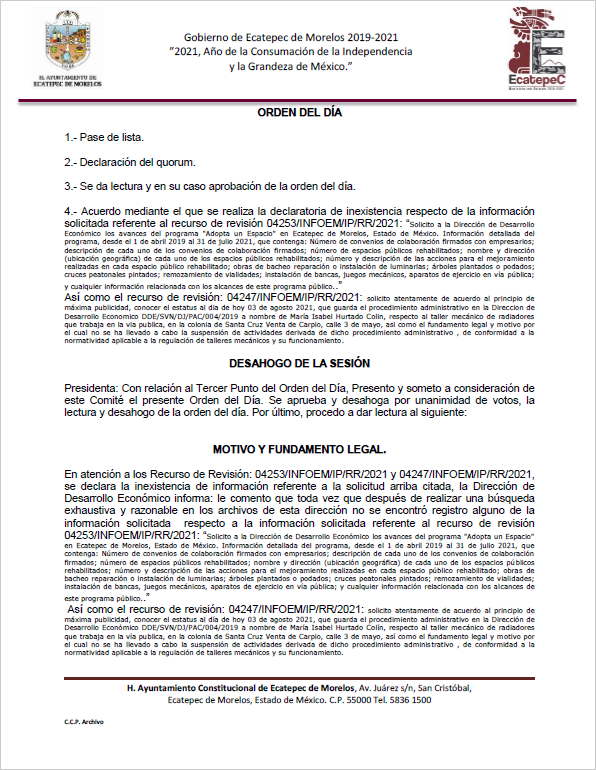 Gobierno de Ecatepec de Morelos 2019-2021
"2021, Año de la Consumación de la Independencia
y la Grandeza de México."
EL AYUNTAMIENTO DE
ECATEPEC DE MORELOS
EcatepeC
ORDEN DEL DÍA
1.- Pase de lista.
2.- Declaración del quorum.
3.- Se da lectura y en su caso aprobación de la orden del día.
4.- Acuerdo mediante el que se realiza la declaratoria de inexistencia respecto de la información
solicitada referente al recurso de revisión 04253/INFOEM/IP/RR/2021: "Solicito a la Dirección de Desarrollo
Económico los avances del programa "Adopta un Espacio" en Ecatepec de Morelos, Estado de México. Información detallada del
programa, desde el 1 de abril 2019 al 31 de julio 2021, que contenga: Número de convenios de colaboración firmados con empresarios;
descripción de cada uno de los convenios de colaboración firmados; número de espacios públicos rehabilitados; nombre y dirección
(ubicación geográfica) de cada uno de los espacios públicos rehabilitados; número y descripción de las acciones para el mejoramiento
realizadas en cada espacio público rehabilitado; obras de bacheo reparación o instalación de luminarias; árboles plantados o podados;
cruces peatonales pintados; remozamiento de vialidades; instalación de bancas, juegos mecánicos, aparatos de ejercicio en vía pública;
y cualquier información relacionada con los alcances de este programa público.."
Así como el recurso de revisión: 04247/INFOEM/IP/RR/2021: solicito atentamente de acuerdo al principio de
máxima publicidad, conocer el estatus al día de hoy 03 de agosto 2021, que guarda el procedimiento administrativo en la Direccion de
Desarrollo Economico DDE/SVN/DJ/PAC/004/2019 a nombre de María Isabel Hurtado Colín, respecto al taller mecánico de radiadores
que trabaja en la via publica, en la colonia de Santa Cruz Venta de Carpio, calle 3 de mayo, así como el fundamento legal y motivo por
el cual no se ha llevado a cabo la suspensión de actividades derivada de dicho procedimiento administrativo , de conformidad a la
normatividad aplicable a la regulación de talleres mecánicos y su funcionamiento.
DESAHOGO DE LA SESIÓN
Presidenta: Con relación al Tercer Punto del Orden del Día, Presento y someto a consideración de
este Comité el presente Orden del Día. Se aprueba y desahoga por unanimidad de votos, la
lectura y desahogo de la orden del día. Por último, procedo a dar lectura al siguiente:
MOTIVO Y FUNDAMENTO LEGAL.
En atención a los Recurso de Revisión: 04253/INFOEM/IP/RR/2021 y 04247/INFOEM/IP/RR/2021,
se declara la inexistencia de información referente a la solicitud arriba citada, la Dirección de
Desarrollo Económico informa: le comento que toda vez que después de realizar una búsqueda
exhaustiva y razonable en los archivos de esta dirección no se encontró registro alguno de la
información solicitada respecto a la información solicitada referente al recurso de revisión
04253/INFOEM/IP/RR/2021: "Solicito a la Dirección de Desarrollo Económico los avances del programa "Adopta un Espacio"
en Ecatepec de Morelos, Estado de México. Información detallada del programa, desde el 1 de abril 2019 al 31 de julio 2021, que
contenga: Número de convenios de colaboración firmados con empresarios; descripción de cada uno de los convenios de colaboración
firmados; número de espacios públicos rehabilitados; nombre y dirección (ubicación geográfica) de cada uno de los espacios públicos
rehabilitados; número y descripción de las acciones para el mejoramiento realizadas en cada espacio público rehabilitado; obras de
bacheo reparación o instalación de luminarias; árboles plantados o podados; cruces peatonales pintados; remozamiento de vialidades;
instalación de bancas, juegos mecánicos, aparatos de ejercicio en vía pública; y cualquier información relacionada con los alcances de
este programa público.."
Así como el recurso de revisión: 04247/INFOEM/IP/RR/2021: solicito atentamente de acuerdo al principio de
máxima publicidad, conocer el estatus al día de hoy 03 de agosto 2021, que guarda el procedimiento administrativo en la Direccion de
Desarrollo Economico DDE/SVN/DJ/PAC/004/2019 a nombre de María Isabel Hurtado Colín, respecto al taller mecánico de radiadores
que trabaja en la via publica, en la colonia de Santa Cruz Venta de Carpio, calle 3 de mayo, así como el fundamento legal y motivo por
el cual no se ha llevado a cabo la suspensión de actividades derivada de dicho procedimiento administrativo , de conformidad a la
normatividad aplicable a la regulación de talleres mecánicos y su funcionamiento.
H. Ayuntamiento Constitucional de Ecatepec de Morelos, Av. Juárez s/n, San Cristóbal,
Ecatepec de Morelos, Estado de México. C.P. 55000 Tel. 5836 1500
C.C.P. Archivo